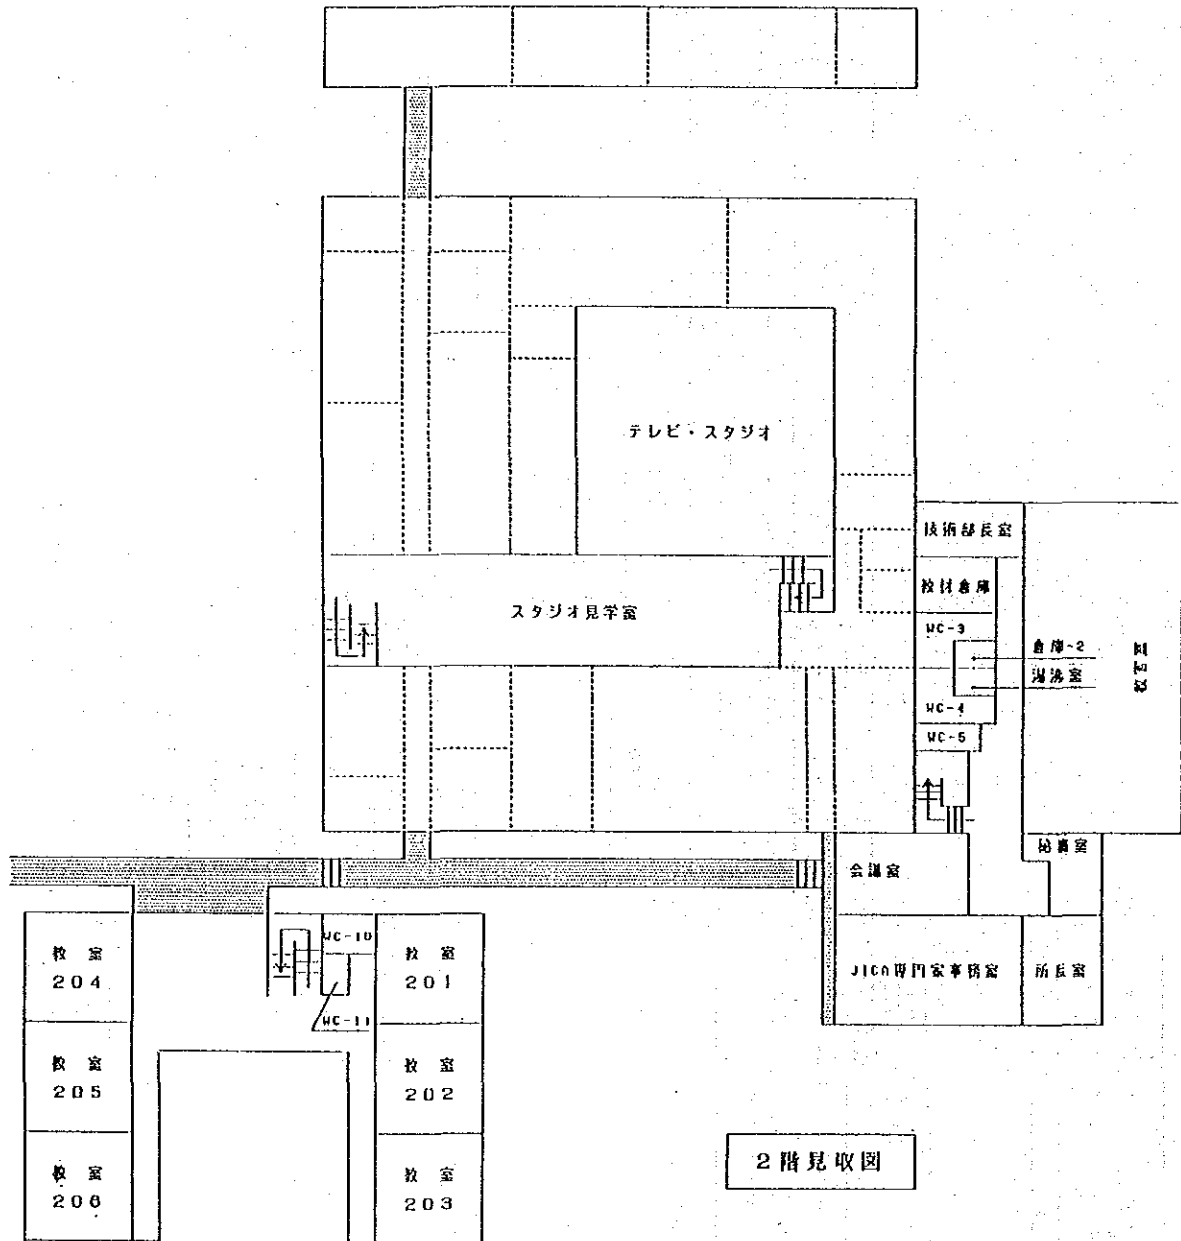 テレビ・スタジオ
技術部長室
スタジオ見学室
教材倉庫
WC-3
倉庫-2
湯沸室
教官室
WC-4
WC-5
会議室
秘書室
WC-10
教 室
204
教 室
201
JICA専門家事務室
所長室
WC-11
教 室
205
教 室
202
2階見取図
教 室
206
教 室
203